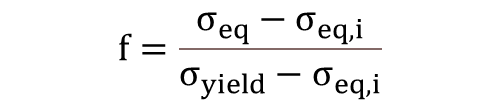 f = (σ_eq − σ_eq,i) / (σ_yield − σ_eq,i)